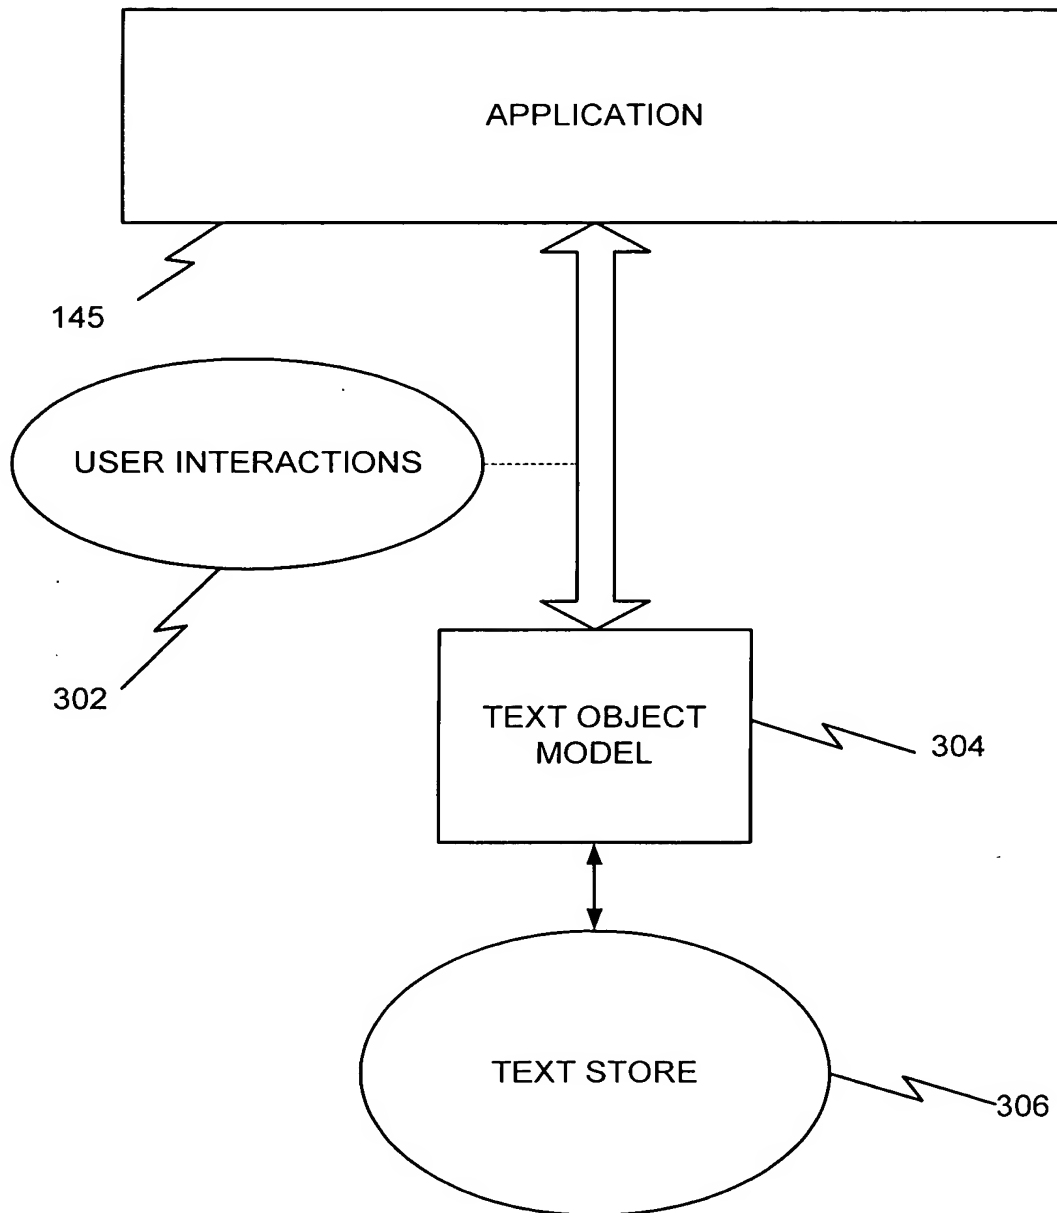 APPLICATION
145
USER INTERACTIONS
302
TEXT OBJECT
MODEL
304
TEXT STORE
306